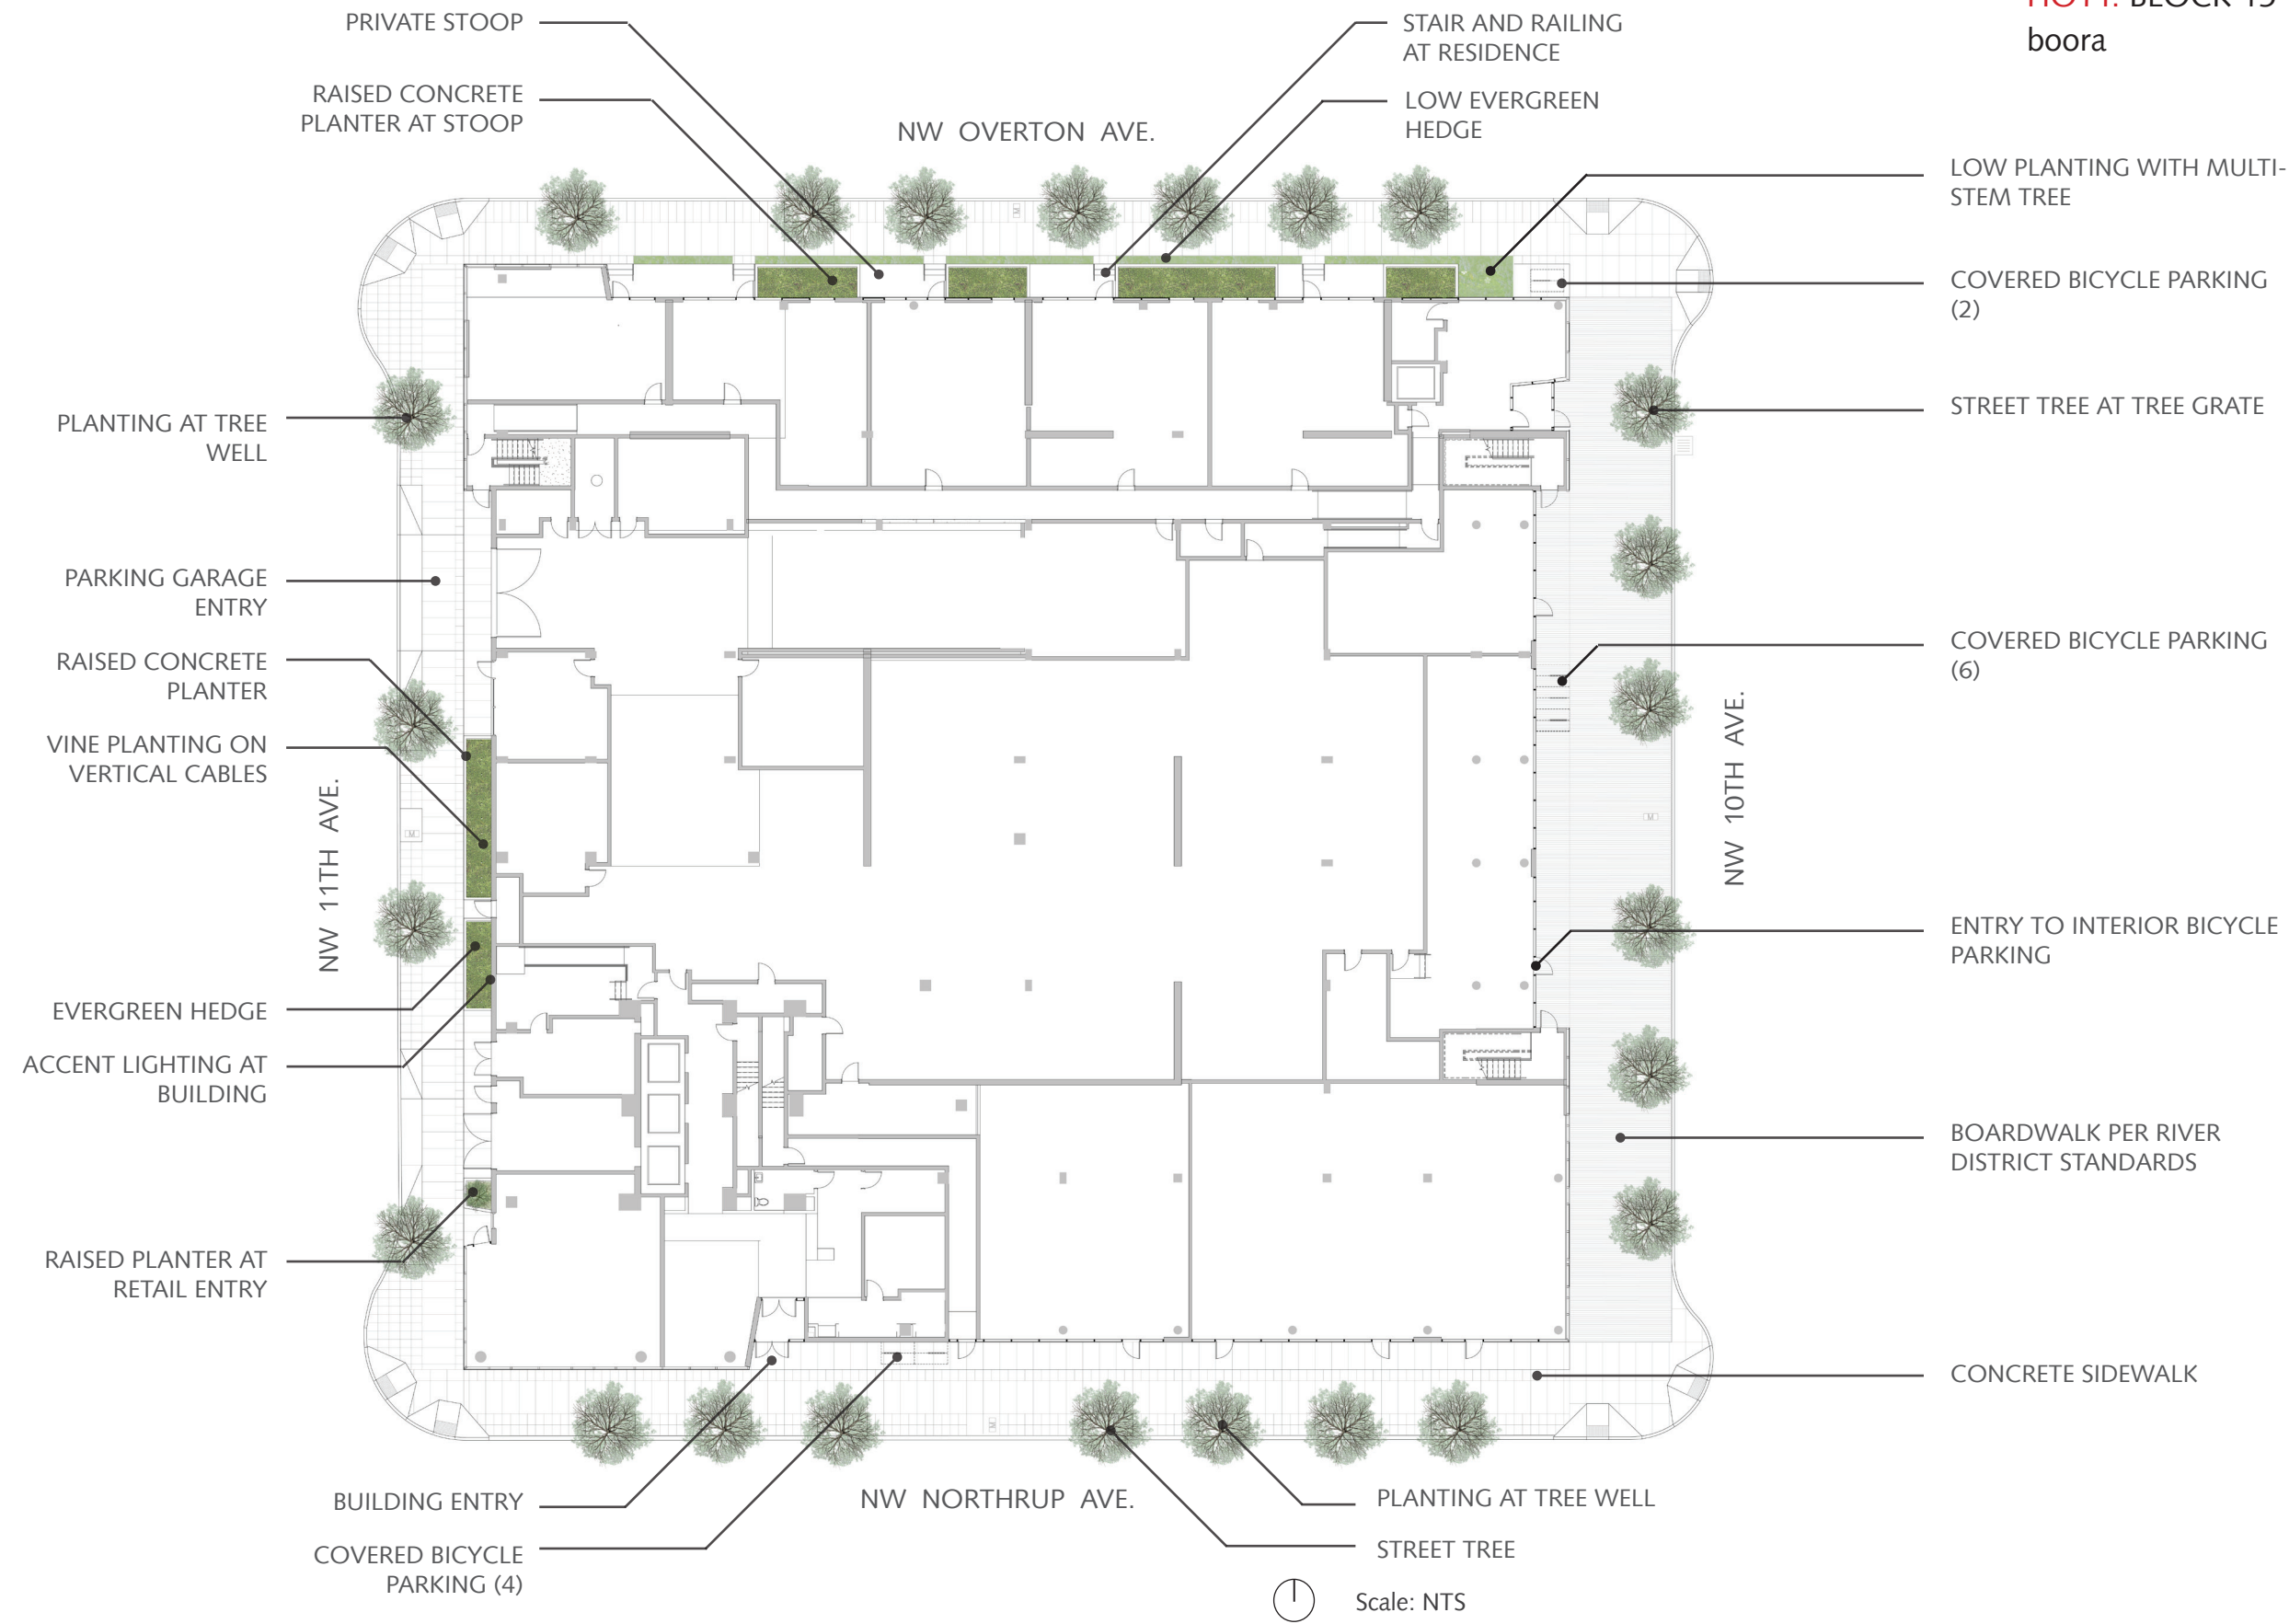 BLOCK 15
boora
PRIVATE STOOP
STAIR AND RAILING
AT RESIDENCE
RAISED CONCRETE
PLANTER AT STOOP
LOW EVERGREEN
HEDGE
NW OVERTON AVE.
LOW PLANTING WITH MULTI-
STEM TREE
COVERED BICYCLE PARKING
(2)
PLANTING AT TREE
WELL
STREET TREE AT TREE GRATE
PARKING GARAGE
ENTRY
RAISED CONCRETE
PLANTER
COVERED BICYCLE PARKING
(6)
VINE PLANTING ON
VERTICAL CABLES
NW 11TH AVE.
NW 10TH AVE.
M
M
M
M
ENTRY TO INTERIOR BICYCLE
PARKING
EVERGREEN HEDGE
ACCENT LIGHTING AT
BUILDING
BOARDWALK PER RIVER
DISTRICT STANDARDS
RAISED PLANTER AT
RETAIL ENTRY
CONCRETE SIDEWALK
BUILDING ENTRY
NW NORTHRUP AVE.
PLANTING AT TREE WELL
COVERED BICYCLE
PARKING (4)
STREET TREE
Scale: NTS